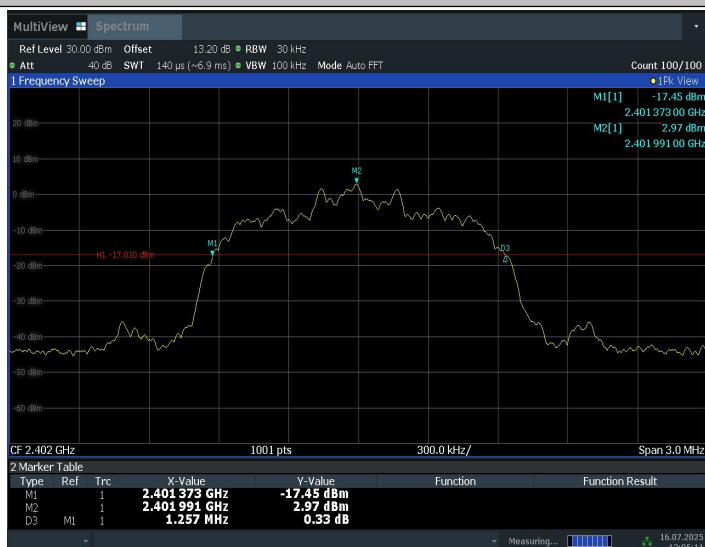 MultiView Spectrum
Ref Level 30.00 dBm Offset 13.20 dB RBW 30 kHz
Att 40 dB SWT 140 µs (~6.9 ms) VBW 100 kHz Mode Auto FFT Count 100/100
1 Frequency Sweep 1Pk View
M1[1] -17.45 dBm
2.401 373 00 GHz
M2[1] 2.97 dBm
2.401 991 00 GHz
20 dBm
10 dBm
M2
0 dBm
-10 dBm
M1
D3
H1 -17.030 dBm
-20 dBm
-30 dBm
-40 dBm
-50 dBm
-60 dBm
CF 2.402 GHz 1001 pts 300.0 kHz/ Span 3.0 MHz
2 Marker Table
Type Ref Trc X-Value Y-Value Function Function Result
M1 1 2.401 373 GHz -17.45 dBm
M2 1 2.401 991 GHz 2.97 dBm
D3 M1 1 1.257 MHz 0.33 dB
Measuring... 16.07.2025